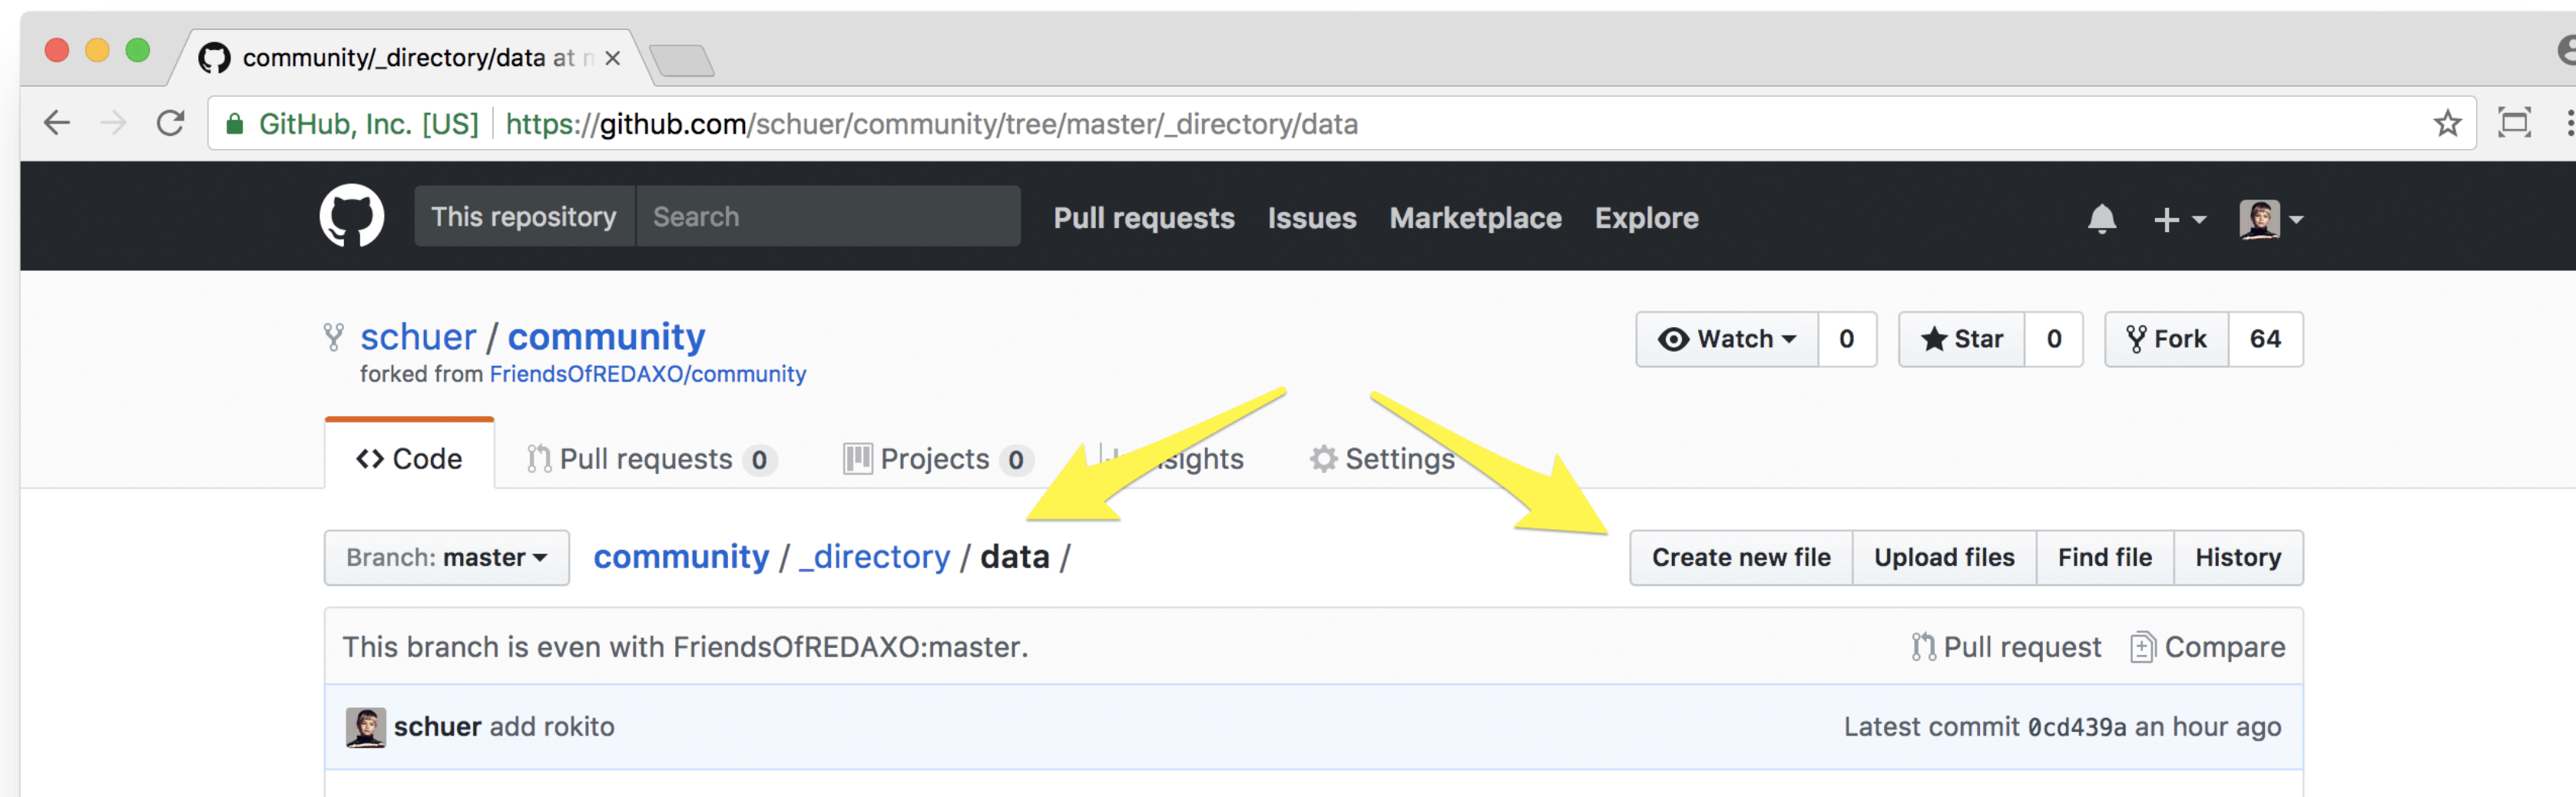 community/_directory/data at
GitHub, Inc. [US] https://github.com/schuer/community/tree/master/_directory/data
This repository Search Pull requests Issues Marketplace Explore
schuer / community Watch 0 Star 0 Fork 64
forked from FriendsOfREDAXO/community
Code Pull requests 0 Projects 0 Settings
Branch: master community / _directory / data / Create new file Upload files Find file History
This branch is even with FriendsOfREDAXO:master. Pull request Compare
schuer add rokito Latest commit 0cd439a an hour ago